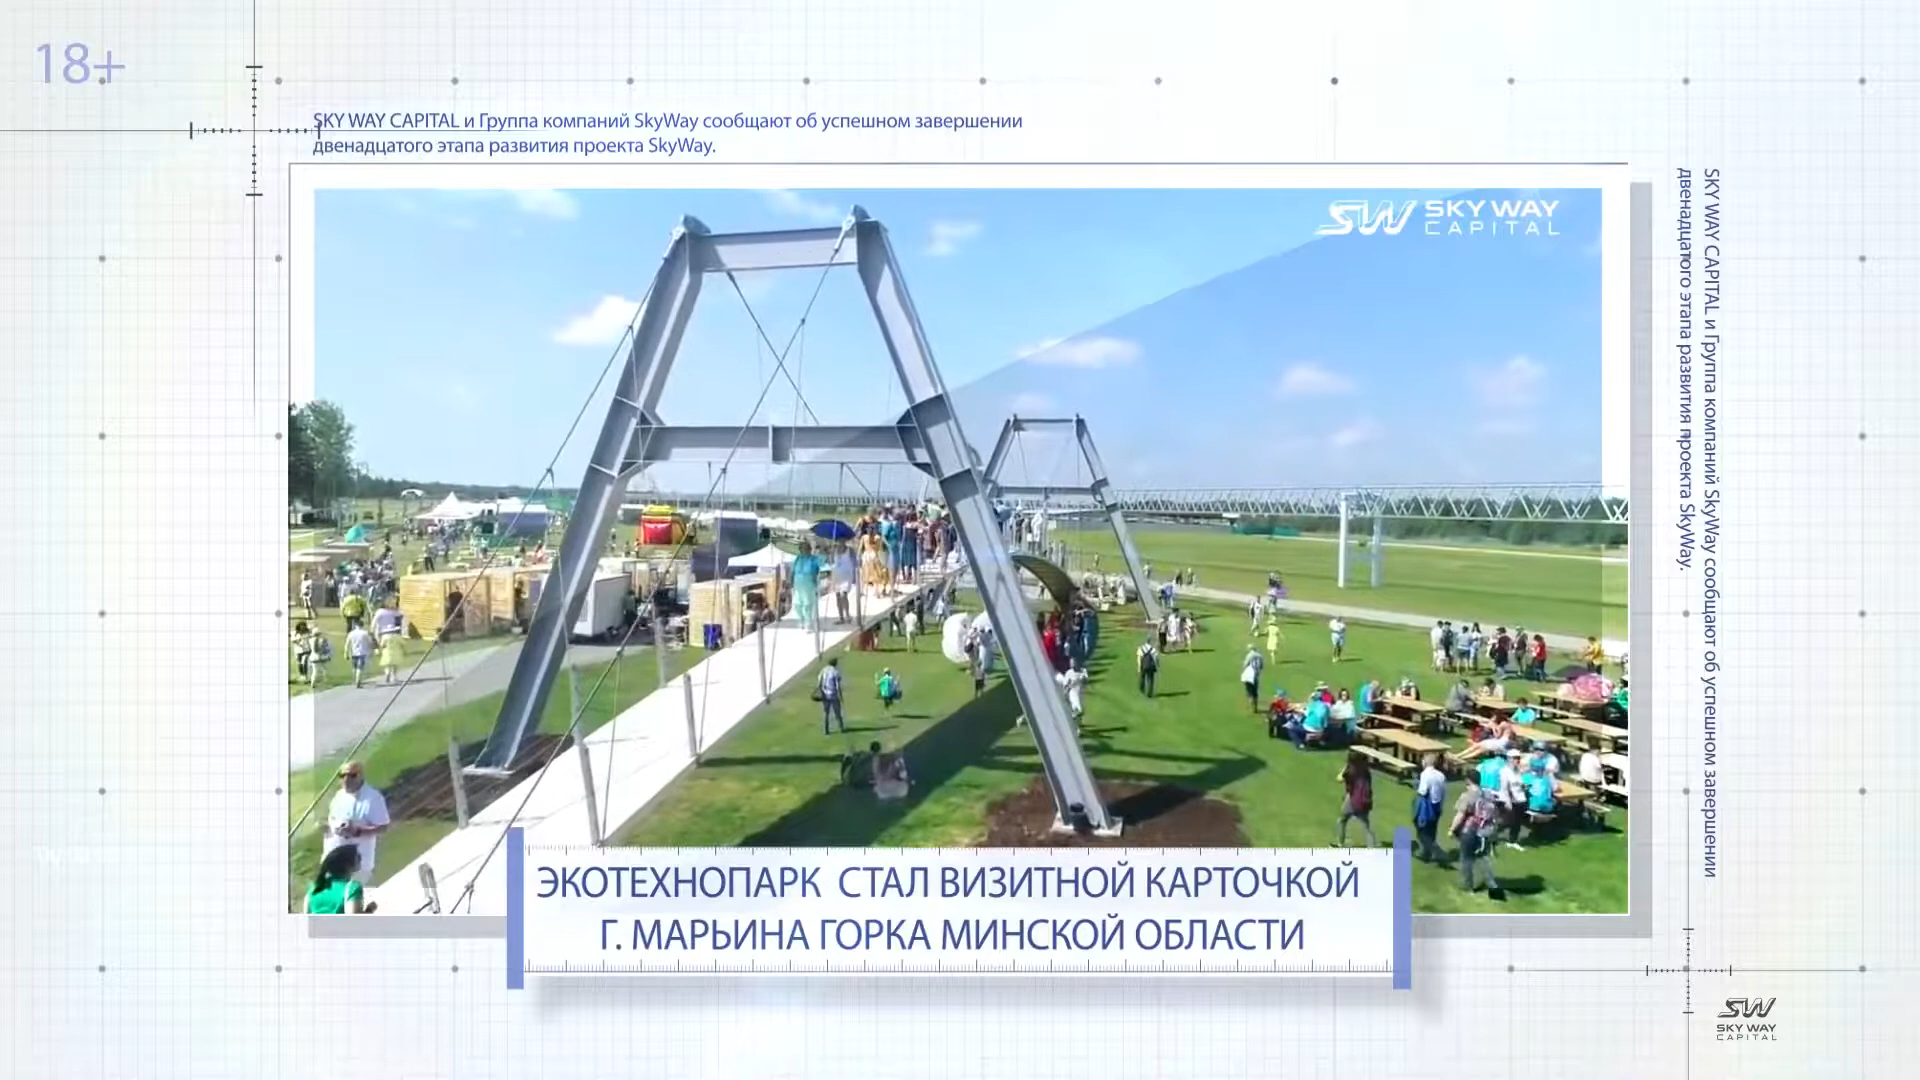 18+
SKY WAY CAPITAL и Группа компаний SkyWay сообщают об успешном завершении
двенадцатого этапа развития проекта SkyWay.
SKY WAY
CAPITAL
SKY WAY CAPITAL и Группа компаний SkyWay сообщают об успешном завершении
двенадцатого этапа развития проекта SkyWay.
ЭКОТЕХНОПАРК СТАЛ ВИЗИТНОЙ КАРТОЧКОЙ
Г. МАРЬИНА ГОРКА МИНСКОЙ ОБЛАСТИ
SKY WAY
CAPITAL